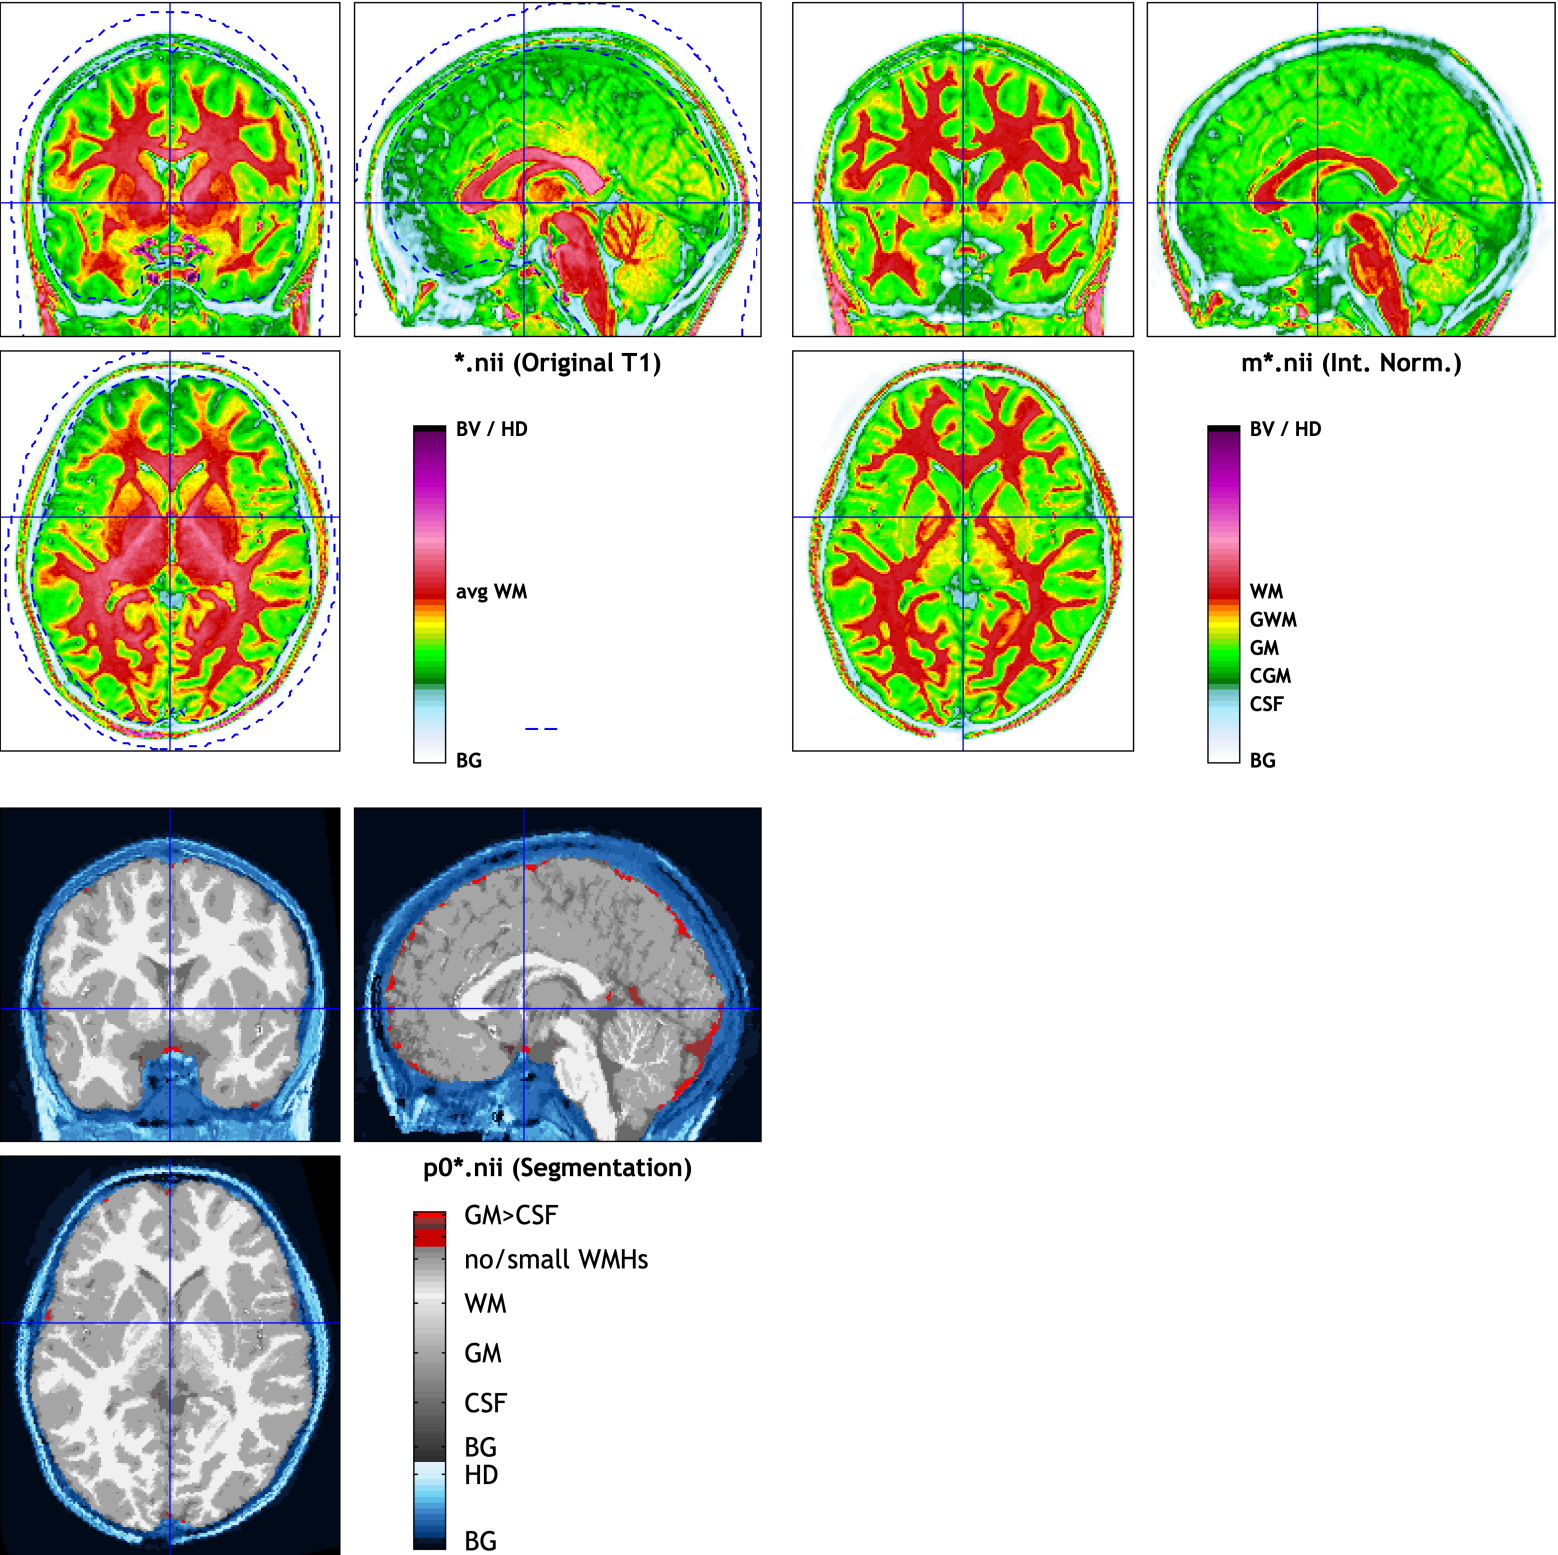 *.nii (Original T1)
BV / HD
avg WM
BG
m*.nii (Int. Norm.)
BV / HD
WM
GWM
GM
CGM
CSF
BG
p0*.nii (Segmentation)
GM>CSF
no/small WMHs
WM
GM
CSF
BG
HD
BG